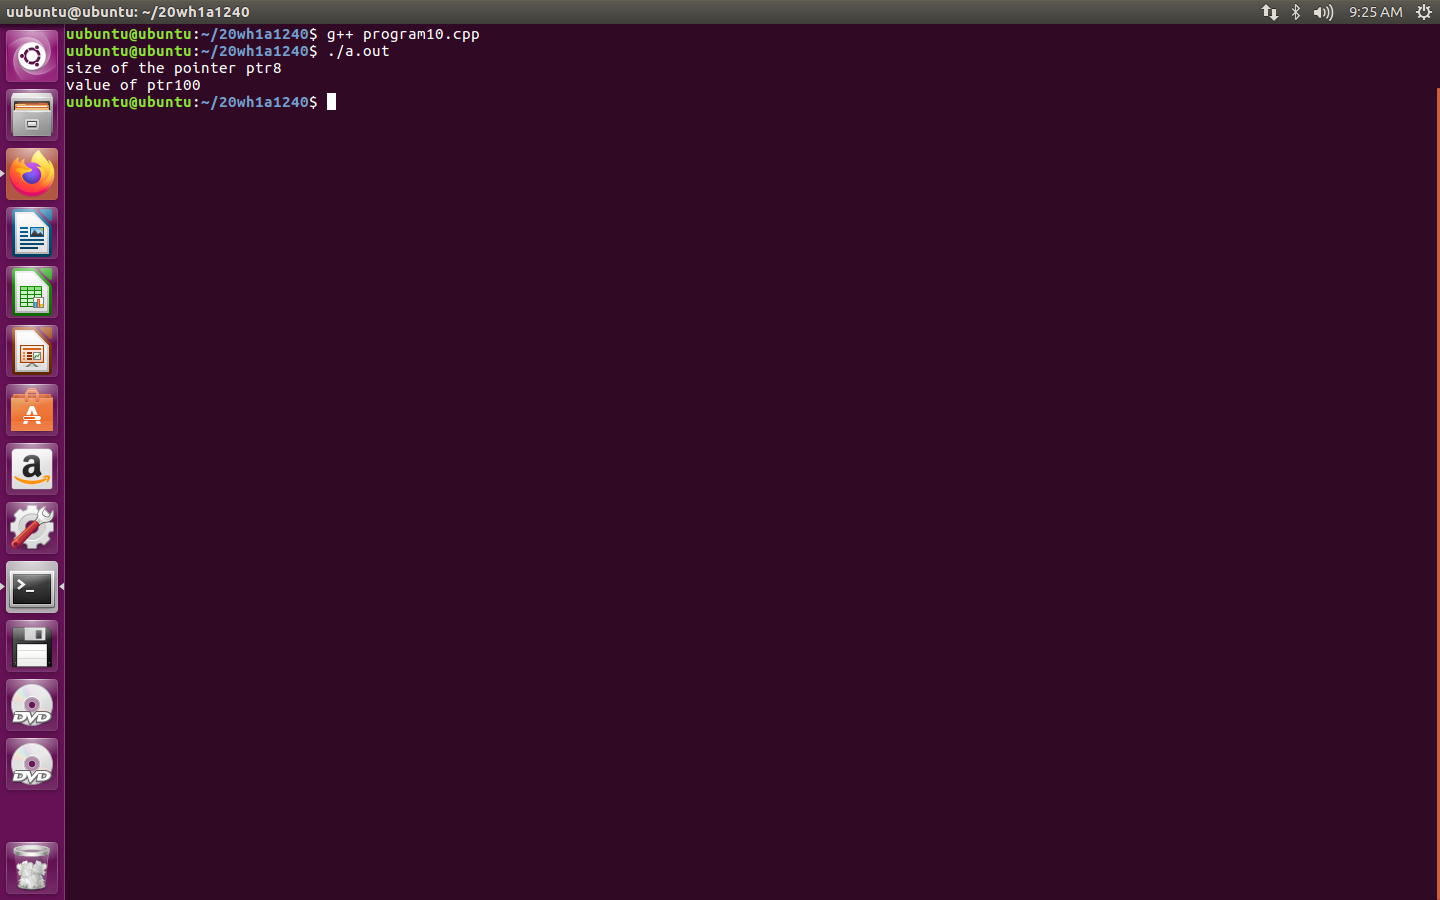 uubuntu@ubuntu: ~/20wh1a1240
9:25 AM
uubuntu@ubuntu:~/20wh1a1240$ g++ program10.cpp
uubuntu@ubuntu:~/20wh1a1240$ ./a.out
size of the pointer ptr8
value of ptr100
uubuntu@ubuntu:~/20wh1a1240$
A
a
>_
DVD
DVD